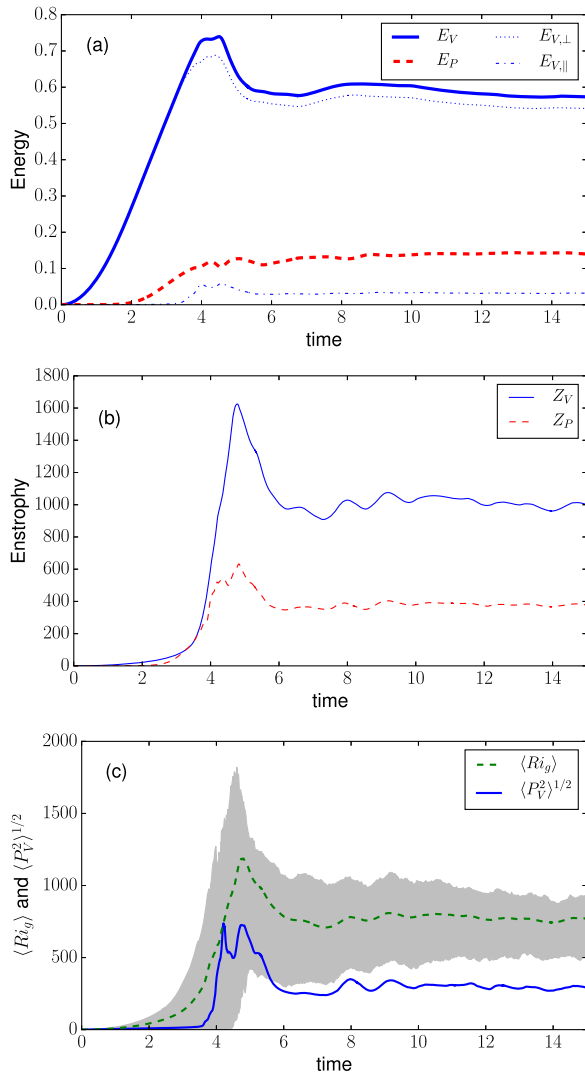 0.8
0.7
0.6
0.5
0.4
0.3
0.2
0.1
0.0
Energy
(a)
E_V
E_P
E_{V,⊥}
E_{V,∥}
0 2 4 6 8 10 12 14
time
1800
1600
1400
1200
1000
800
600
400
200
0
Enstrophy
(b)
Z_V
Z_P
0 2 4 6 8 10 12 14
time
2000
1500
1000
500
0
⟨Ri_g⟩ and ⟨P_V^2⟩^{1/2}
(c)
⟨Ri_g⟩
⟨P_V^2⟩^{1/2}
0 2 4 6 8 10 12 14
time